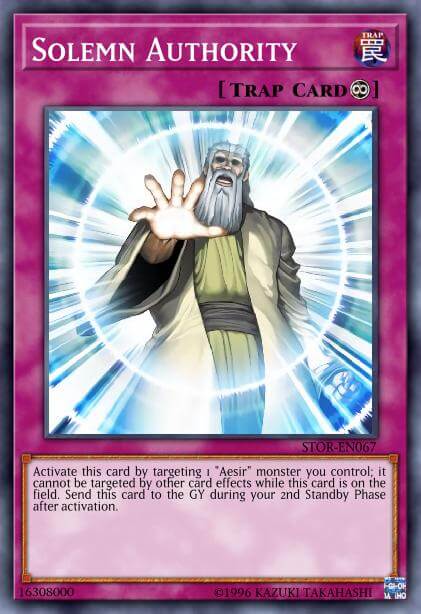 Solemn Authority
TRAP
罠
[Trap Card∞]
STOR-EN067
Activate this card by targeting 1 "Aesir" monster you control; it
cannot be targeted by other card effects while this card is on the
field. Send this card to the GY during your 2nd Standby Phase
after activation.
16308000
©1996 KAZUKI TAKAHASHI